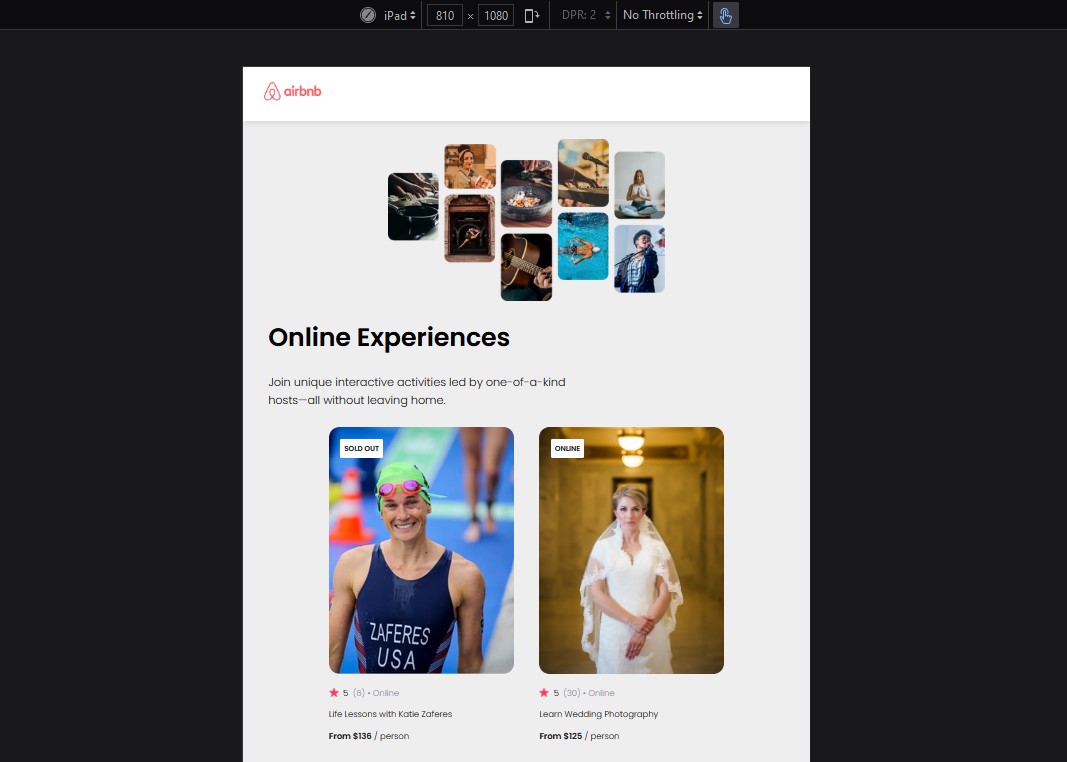 iPad 810 × 1080 DPR: 2 No Throttling
airbnb
Online Experiences
Join unique interactive activities led by one-of-a-kind
hosts—all without leaving home.
SOLD OUT
ZAFERES
USA
5 (6) • Online
Life Lessons with Katie Zaferes
From $136 / person
ONLINE
5 (30) • Online
Learn Wedding Photography
From $125 / person